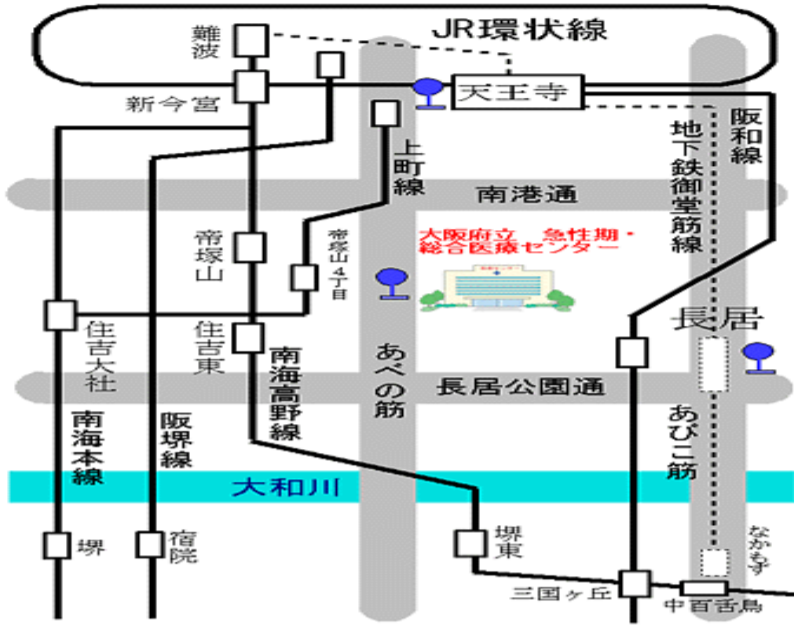 JR環状線
難波
新今宮
天王寺
阪和線
地下鉄御堂筋線
上町線
南港通
大阪府立　急性期・
総合医療センター
帝塚山
帝塚山4丁目
長居
住吉大社
住吉東
南海高野線
あべの筋
長居公園通
あびこ筋
南海本線
阪堺線
大和川
堺
宿院
堺東
なかもず
三国ヶ丘
中百舌鳥